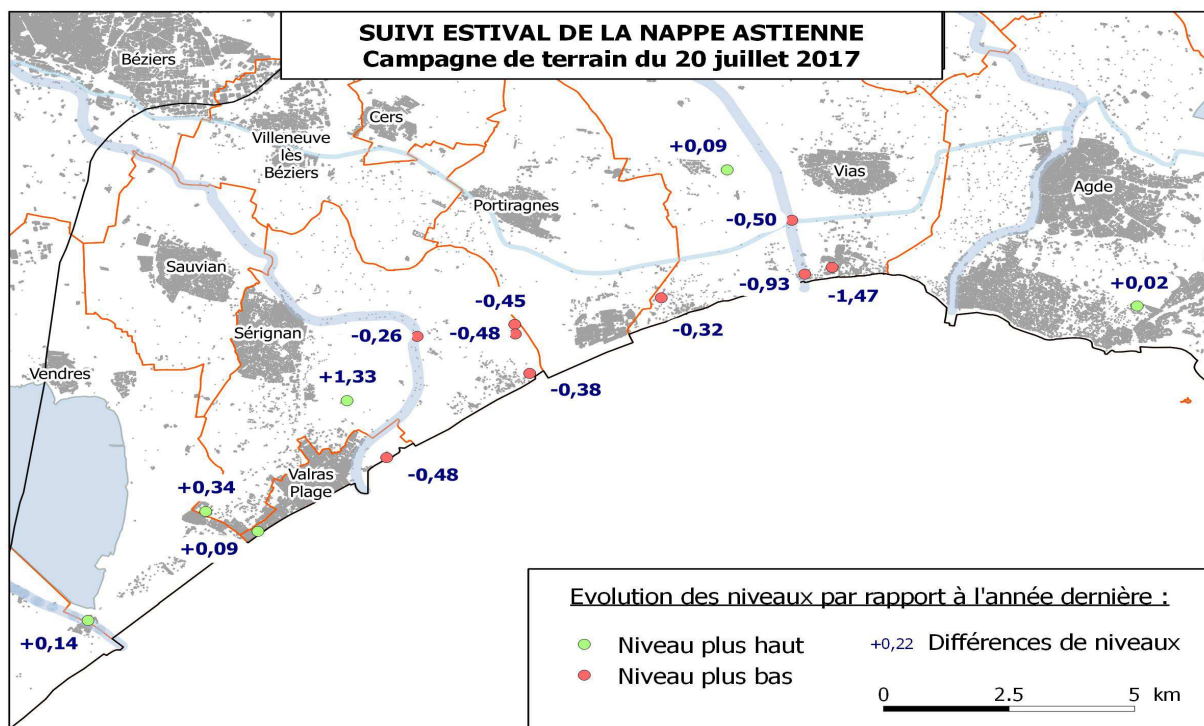 SUIVI ESTIVAL DE LA NAPPE ASTIENNE
Campagne de terrain du 20 juillet 2017
Béziers
Cers
Villeneuve
lès
Béziers
+0,09
Vias
Agde
Portiragnes
-0,50
Sauvian
-0,93
-1,47
+0,02
-0,45
-0,48
-0,32
Sérignan
-0,26
Vendres
+1,33
-0,38
Valras
Plage
-0,48
+0,34
+0,09
+0,14
Evolution des niveaux par rapport à l'année dernière :
Niveau plus haut
+0,22 Différences de niveaux
Niveau plus bas
0 2.5 5 km